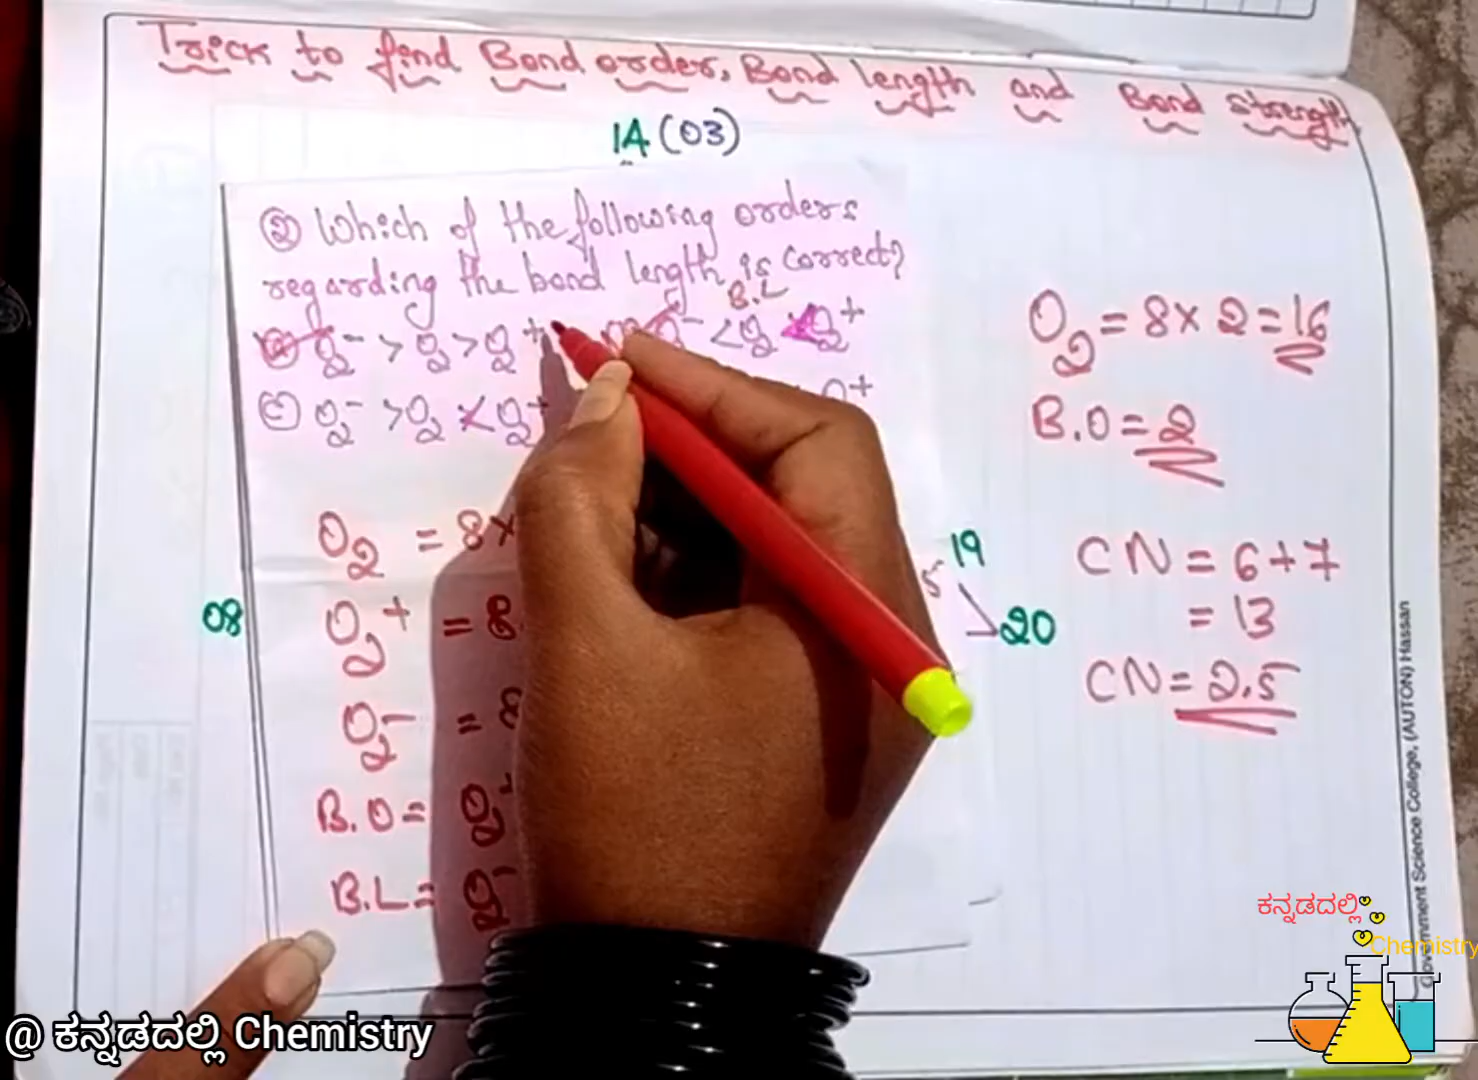 Trick to find Bond order, Bond length and Bond strength
14 (03)
② Which of the following orders
regarding the bond length is correct?
B.L
O2⁻ > O2 > O2⁺
O2⁻ < O2 < O2⁺
(C) O2⁻ > O2 < O2⁺
O2 = 8×
O2⁺ = 8
O2⁻ = 8
B.O = O2⁻
B.L = O2⁻
08
19
20
O2 = 8 × 2 = 16
B.O = 2
CN = 6+7
= 13
CN = 2.5
Government Science College, (AUTON) Hassan
ಕನ್ನಡದಲ್ಲಿ
Chemistry
@ ಕನ್ನಡದಲ್ಲಿ Chemistry